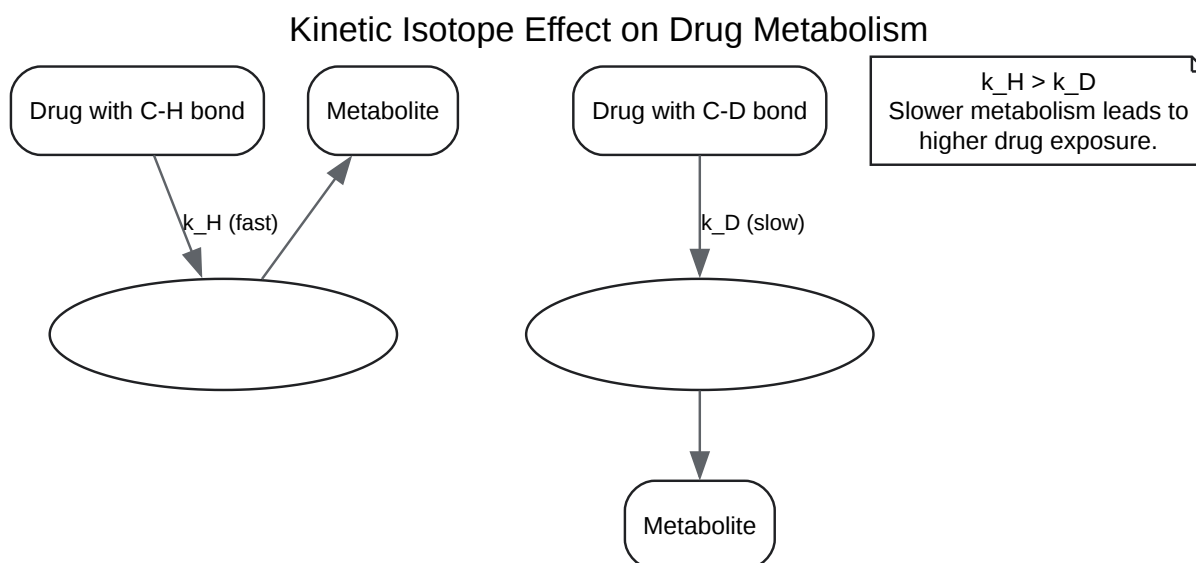 Kinetic Isotope Effect on Drug Metabolism
Drug with C-H bond
Metabolite
Drug with C-D bond
k_H > k_D
Slower metabolism leads to
higher drug exposure.
k_H (fast)
k_D (slow)
Metabolite